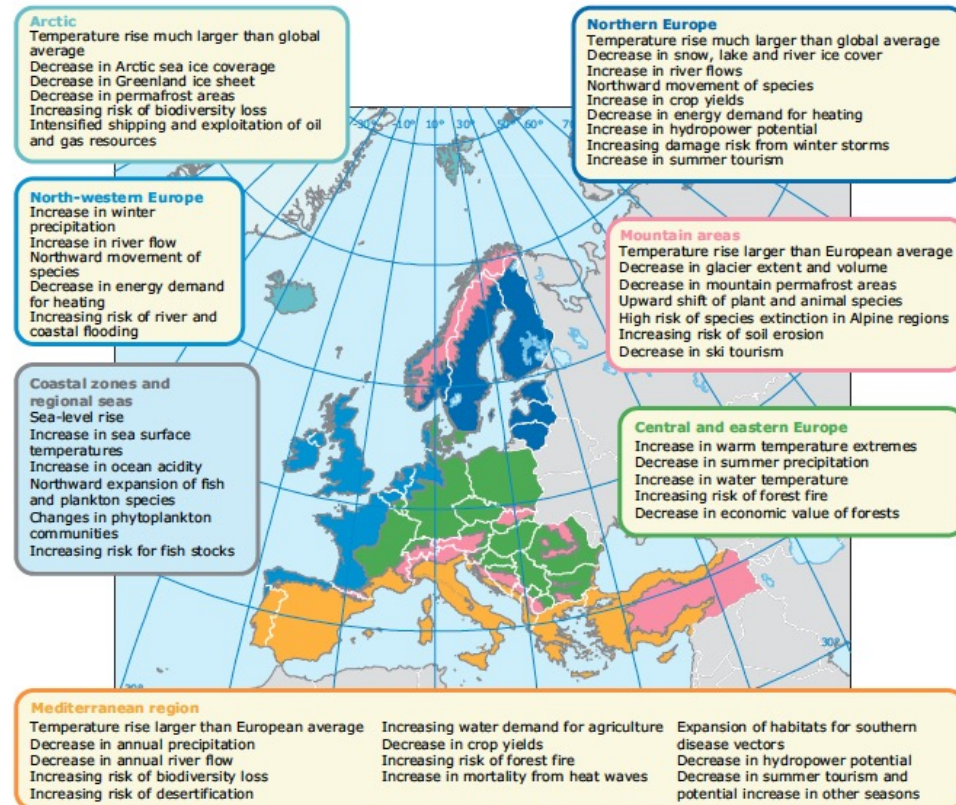 Arctic
Temperature rise much larger than global
average
Decrease in Arctic sea ice coverage
Decrease in Greenland ice sheet
Decrease in permafrost areas
Increasing risk of biodiversity loss
Intensified shipping and exploitation of oil
and gas resources
Northern Europe
Temperature rise much larger than global average
Decrease in snow, lake and river ice cover
Increase in river flows
Northward movement of species
Increase in crop yields
Decrease in energy demand for heating
Increase in hydropower potential
Increasing damage risk from winter storms
Increase in summer tourism
-10° 10° 30° 50° 60°
North-western Europe
Increase in winter
precipitation
Increase in river flow
Northward movement of
species
Decrease in energy demand
for heating
Increasing risk of river and
coastal flooding
Mountain areas
Temperature rise larger than European average
Decrease in glacier extent and volume
Decrease in mountain permafrost areas
Upward shift of plant and animal species
High risk of species extinction in Alpine regions
Increasing risk of soil erosion
Decrease in ski tourism
Coastal zones and
regional seas
Sea-level rise
Increase in sea surface
temperatures
Increase in ocean acidity
Northward expansion of fish
and plankton species
Changes in phytoplankton
communities
Increasing risk for fish stocks
Central and eastern Europe
Increase in warm temperature extremes
Decrease in summer precipitation
Increase in water temperature
Increasing risk of forest fire
Decrease in economic value of forests
30°
Mediterranean region
Temperature rise larger than European average
Decrease in annual precipitation
Decrease in annual river flow
Increasing risk of biodiversity loss
Increasing risk of desertification
Increasing water demand for agriculture
Decrease in crop yields
Increasing risk of forest fire
Increase in mortality from heat waves
Expansion of habitats for southern
disease vectors
Decrease in hydropower potential
Decrease in summer tourism and
potential increase in other seasons